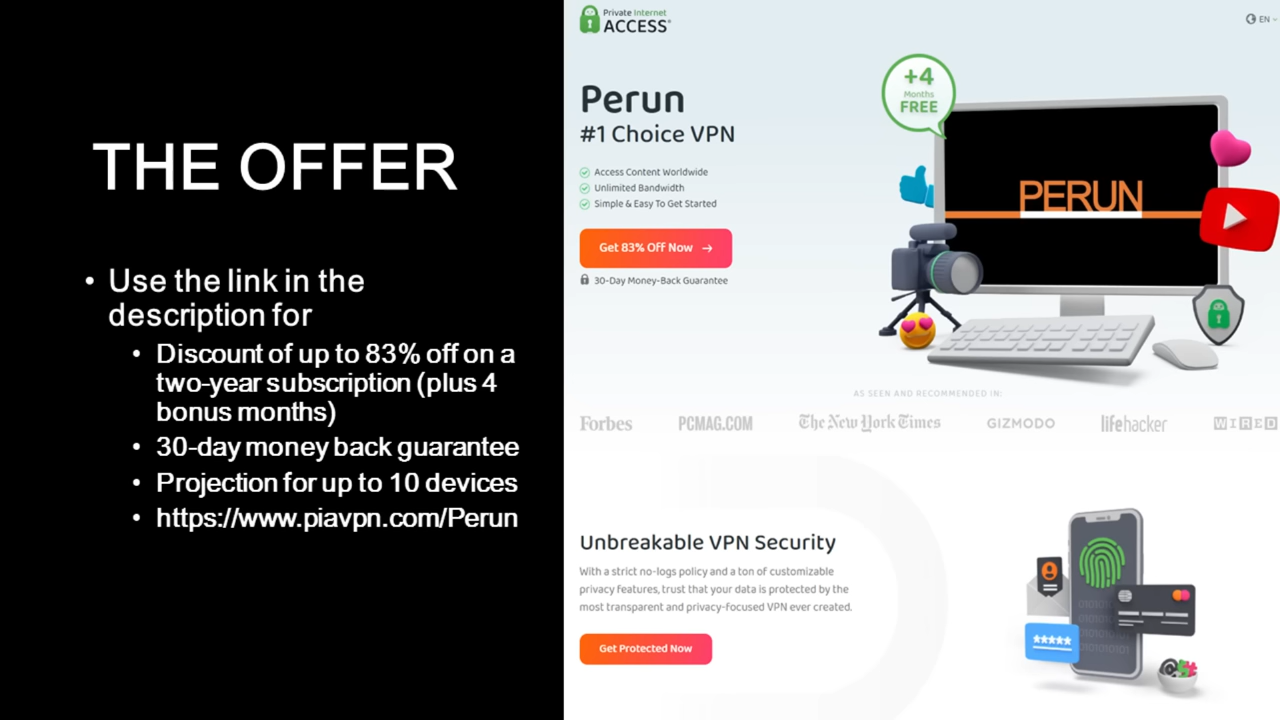 THE OFFER
• Use the link in the
description for
• Discount of up to 83% off on a
two-year subscription (plus 4
bonus months)
• 30-day money back guarantee
• Projection for up to 10 devices
• https://www.piavpn.com/Perun
Private Internet
ACCESS®
EN
Perun
#1 Choice VPN
Access Content Worldwide
Unlimited Bandwidth
Simple & Easy To Get Started
Get 83% Off Now →
30-Day Money-Back Guarantee
+4
Months
FREE
PERUN
AS SEEN AND RECOMMENDED IN:
Forbes PCMAG.COM The New York Times GIZMODO lifehacker WIRED
Unbreakable VPN Security
With a strict no-logs policy and a ton of customizable
privacy features, trust that your data is protected by the
most transparent and privacy-focused VPN ever created.
Get Protected Now